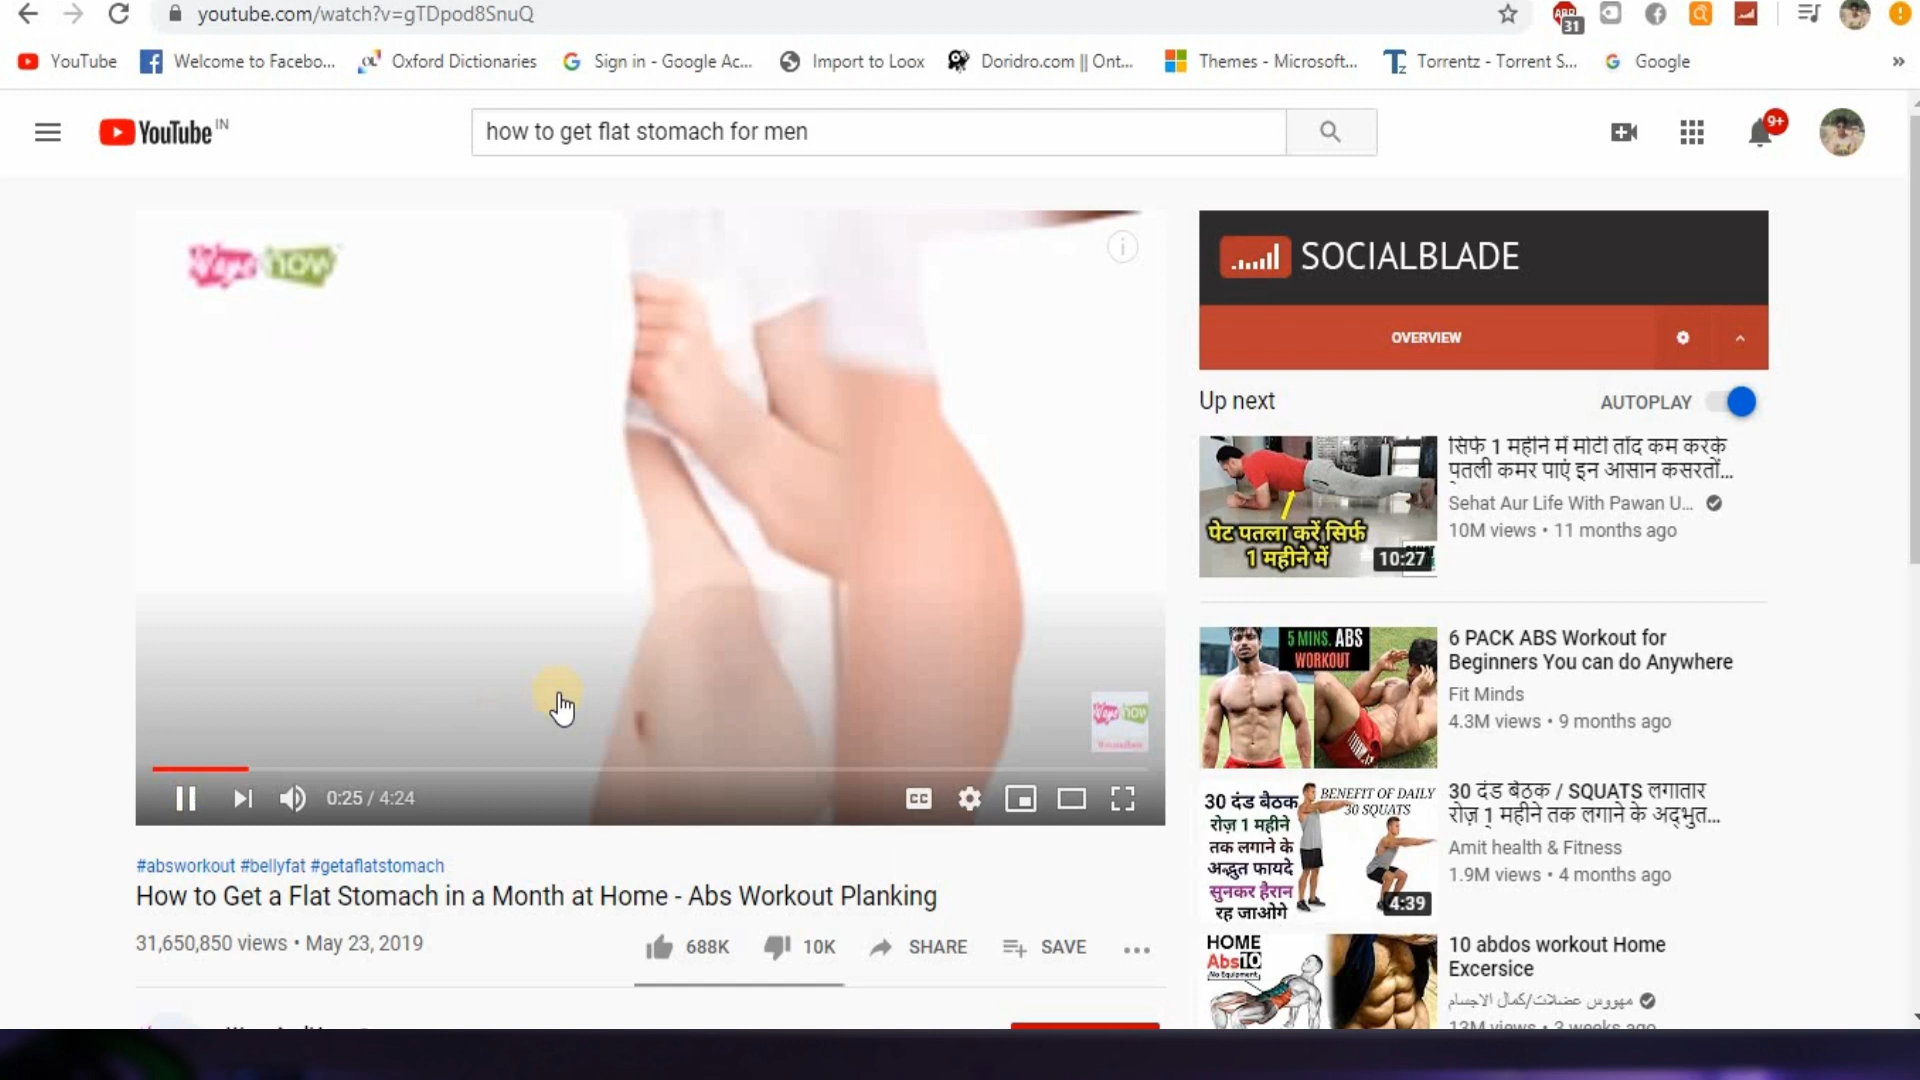 youtube.com/watch?v=gTDpod8SnuQ
ABP
31
YouTube
Welcome to Facebo...
Oxford Dictionaries
Sign in - Google Ac...
Import to Loox
Doridro.com || Ont...
Themes - Microsoft...
Torrentz - Torrent S...
Google
»
YouTube IN
how to get flat stomach for men
9+
Ways how
SOCIALBLADE
OVERVIEW
Up next
AUTOPLAY
पेट पतला करें सिर्फ
1 महीने में
10:27
सिर्फ 1 महीने में मोटी तोंद कम करके
पतली कमर पाएं इन आसान कसरतों...
Sehat Aur Life With Pawan U...
10M views • 11 months ago
5 MINS. ABS
WORKOUT
6 PACK ABS Workout for
Beginners You can do Anywhere
Fit Minds
4.3M views • 9 months ago
Ways how
0:25 / 4:24
CC
30 दंड बैठक
रोज़ 1 महीने
तक लगाने के
अद्भुत फायदे
सुनकर हैरान
रह जाओगे
BENEFIT OF DAILY
30 SQUATS
4:39
30 दंड बैठक / SQUATS लगातार
रोज़ 1 महीने तक लगाने के अद्भुत...
Amit health & Fitness
1.9M views • 4 months ago
#absworkout #bellyfat #getaflatstomach
How to Get a Flat Stomach in a Month at Home - Abs Workout Planking
31,650,850 views • May 23, 2019
688K
10K
SHARE
SAVE
HOME
Abs10
No Equipment
10 abdos workout Home
Excersice
مهووس عضلات/كمال الاجسام
13M views • 3 weeks ago